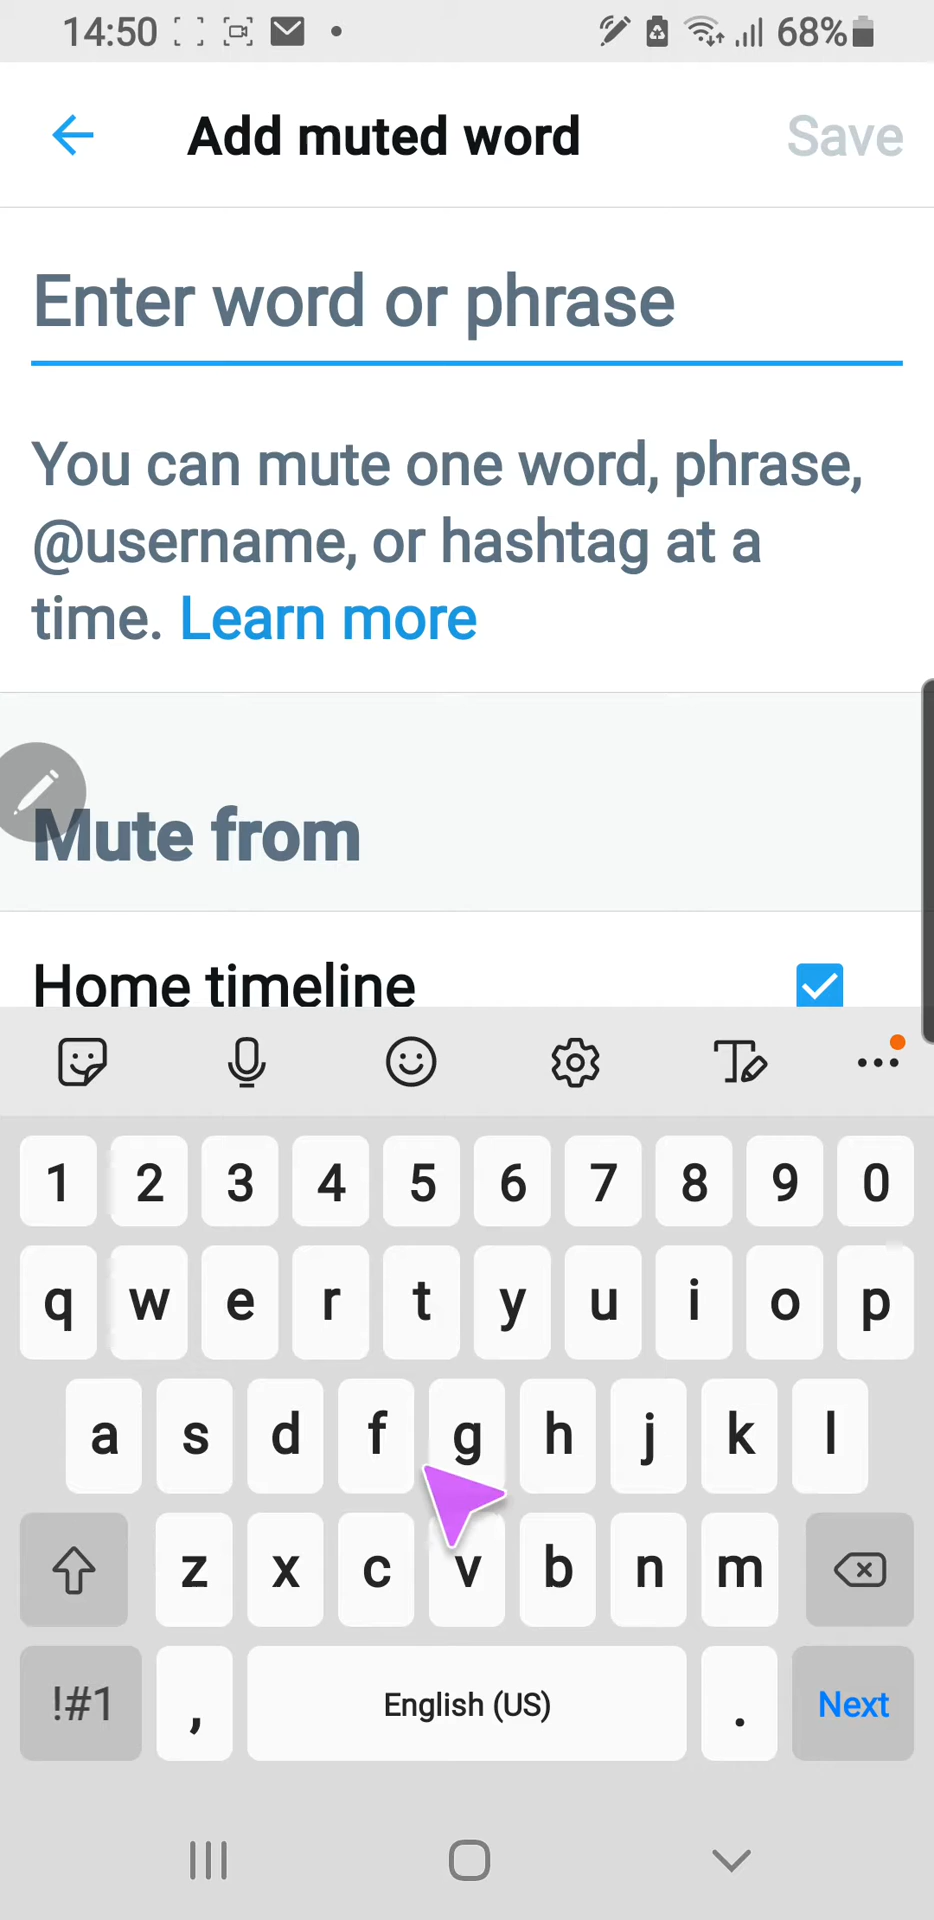 14:50 68%
Add muted word Save
Enter word or phrase
You can mute one word, phrase,
@username, or hashtag at a
time. Learn more
Mute from
Home timeline
1 2 3 4 5 6 7 8 9 0
q w e r t y u i o p
a s d f g h j k l
z x c v b n m
!#1 , English (US) . Next